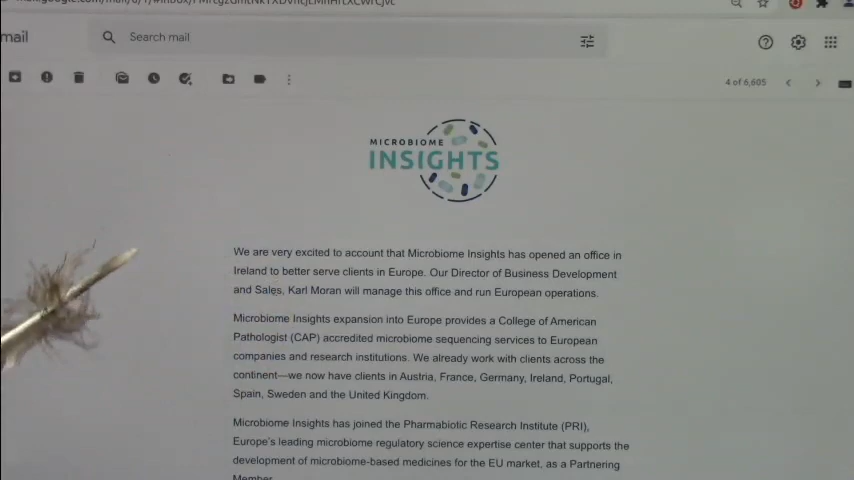 mail
Search mail
4 of 6,605
MICROBIOME
INSIGHTS
We are very excited to account that Microbiome Insights has opened an office in
Ireland to better serve clients in Europe. Our Director of Business Development
and Sales, Karl Moran will manage this office and run European operations.
Microbiome Insights expansion into Europe provides a College of American
Pathologist (CAP) accredited microbiome sequencing services to European
companies and research institutions. We already work with clients across the
continent—we now have clients in Austria, France, Germany, Ireland, Portugal,
Spain, Sweden and the United Kingdom.
Microbiome Insights has joined the Pharmabiotic Research Institute (PRI),
Europe's leading microbiome regulatory science expertise center that supports the
development of microbiome-based medicines for the EU market, as a Partnering
Member